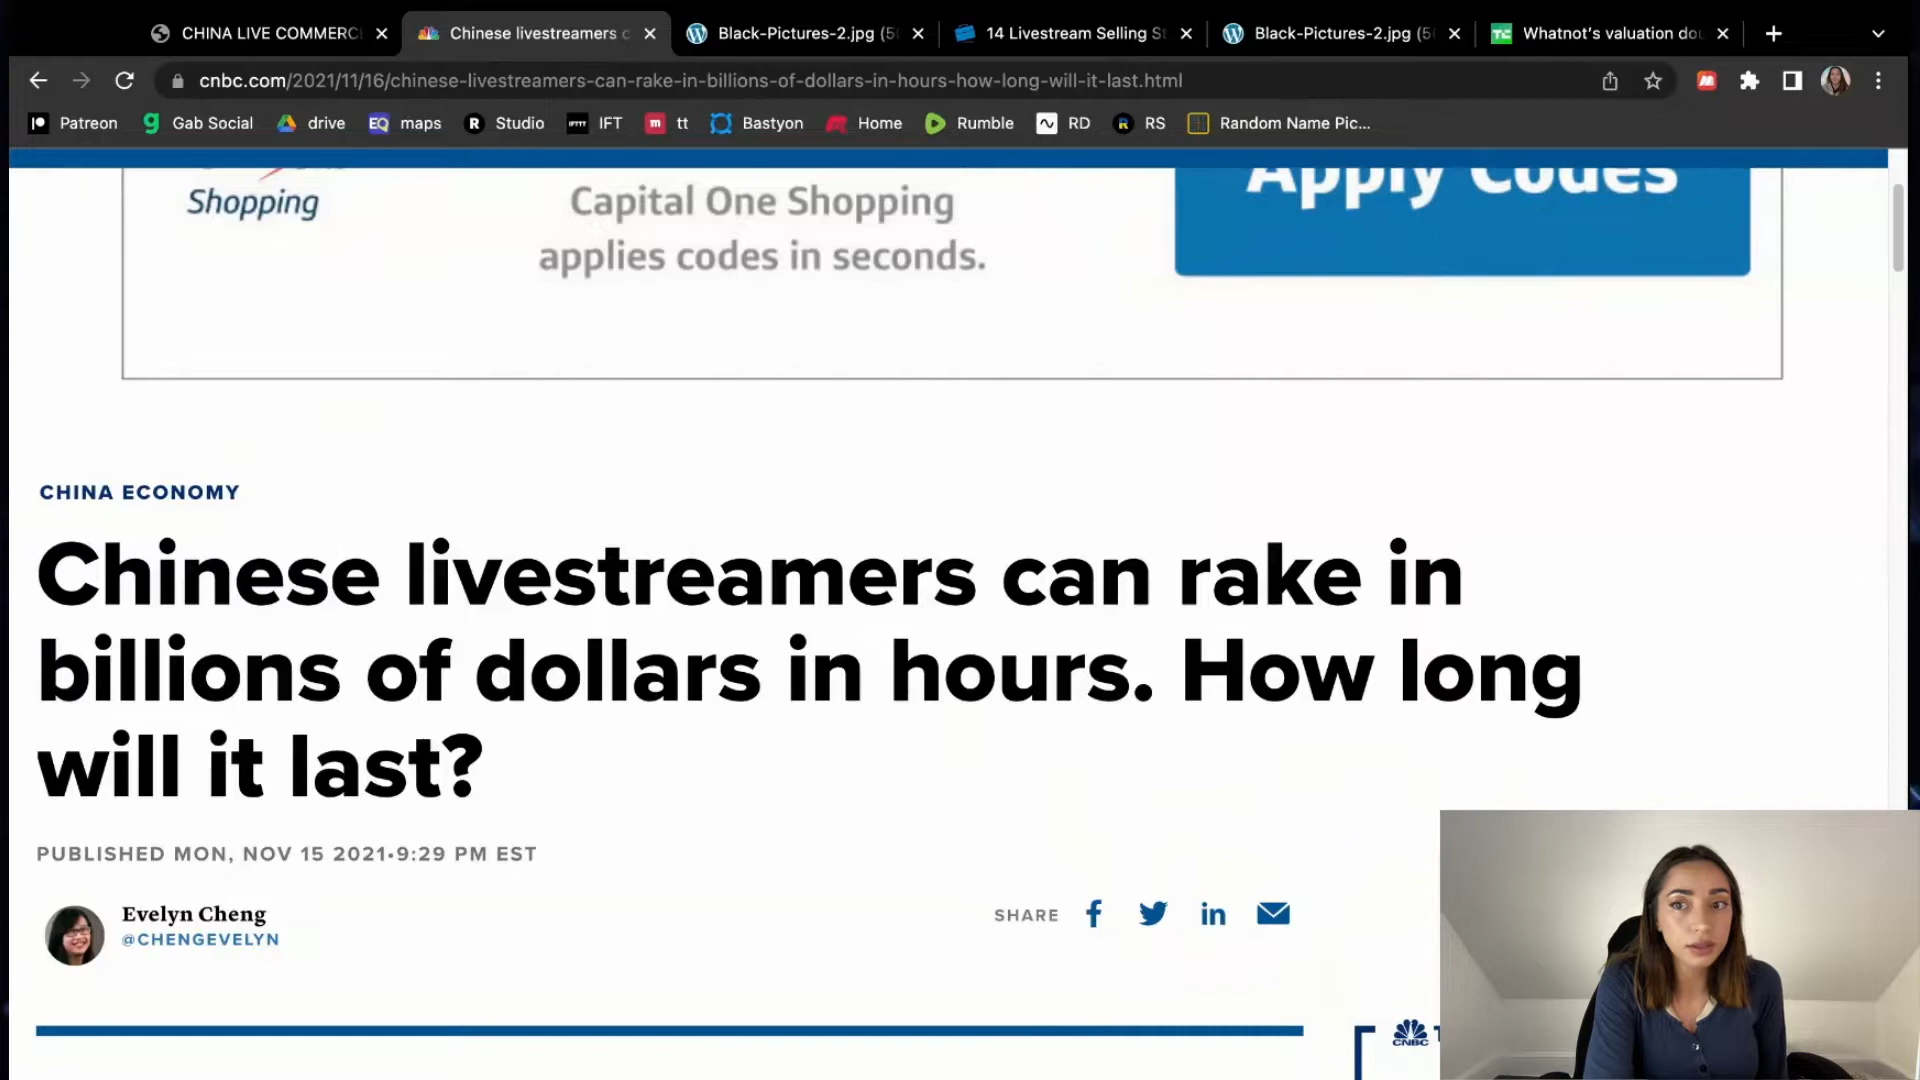 CHINA LIVE COMMERC
Chinese livestreamers c
Black-Pictures-2.jpg (5
14 Livestream Selling St
Black-Pictures-2.jpg (5
Whatnot's valuation dou
cnbc.com/2021/11/16/chinese-livestreamers-can-rake-in-billions-of-dollars-in-hours-how-long-will-it-last.html
Patreon
Gab Social
drive
EQ maps
R Studio
IFT
m tt
Bastyon
Home
Rumble
RD
R RS
Random Name Pic...
Shopping
Capital One Shopping
applies codes in seconds.
Apply Codes
CHINA ECONOMY
Chinese livestreamers can rake in
billions of dollars in hours. How long
will it last?
PUBLISHED MON, NOV 15 2021•9:29 PM EST
Evelyn Cheng
@CHENGEVELYN
SHARE
CNBC